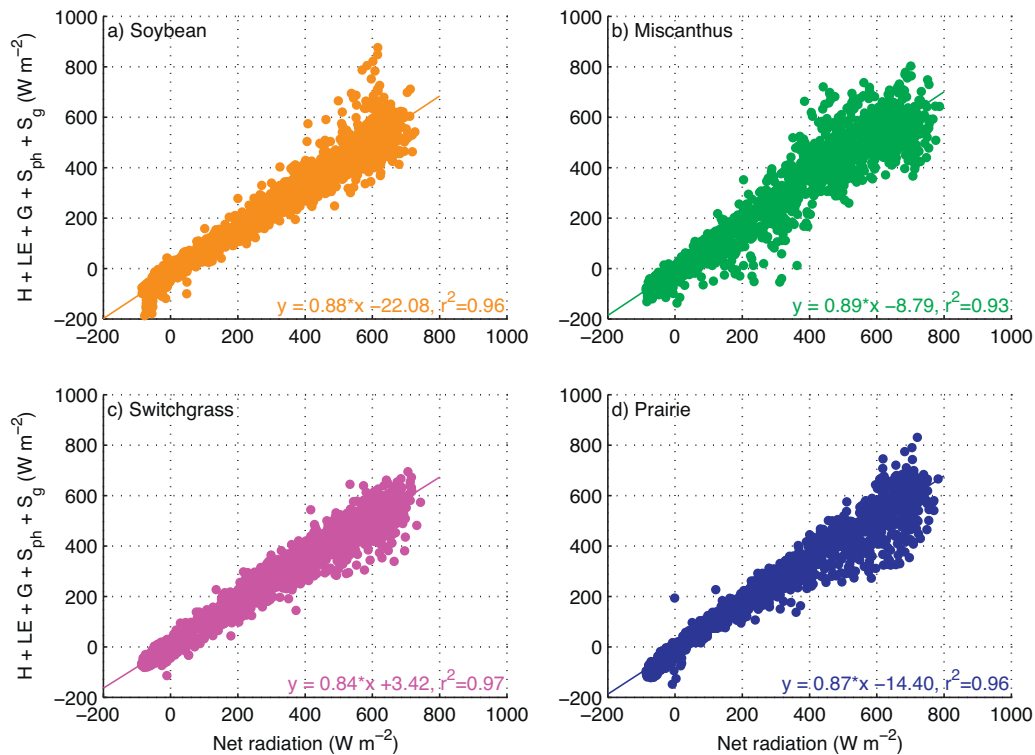 a) Soybean
b) Miscanthus
1000
800
600
400
200
0
−200
−200 0 200 400 600 800 1000
H + LE + G + S_ph + S_g (W m⁻²)
y = 0.88*x −22.08, r²=0.96
1000
800
600
400
200
0
−200
−200 0 200 400 600 800 1000
y = 0.89*x −8.79, r²=0.93
c) Switchgrass
d) Prairie
1000
800
600
400
200
0
−200
−200 0 200 400 600 800 1000
H + LE + G + S_ph + S_g (W m⁻²)
y = 0.84*x +3.42, r²=0.97
Net radiation (W m⁻²)
1000
800
600
400
200
0
−200
−200 0 200 400 600 800 1000
y = 0.87*x −14.40, r²=0.96
Net radiation (W m⁻²)